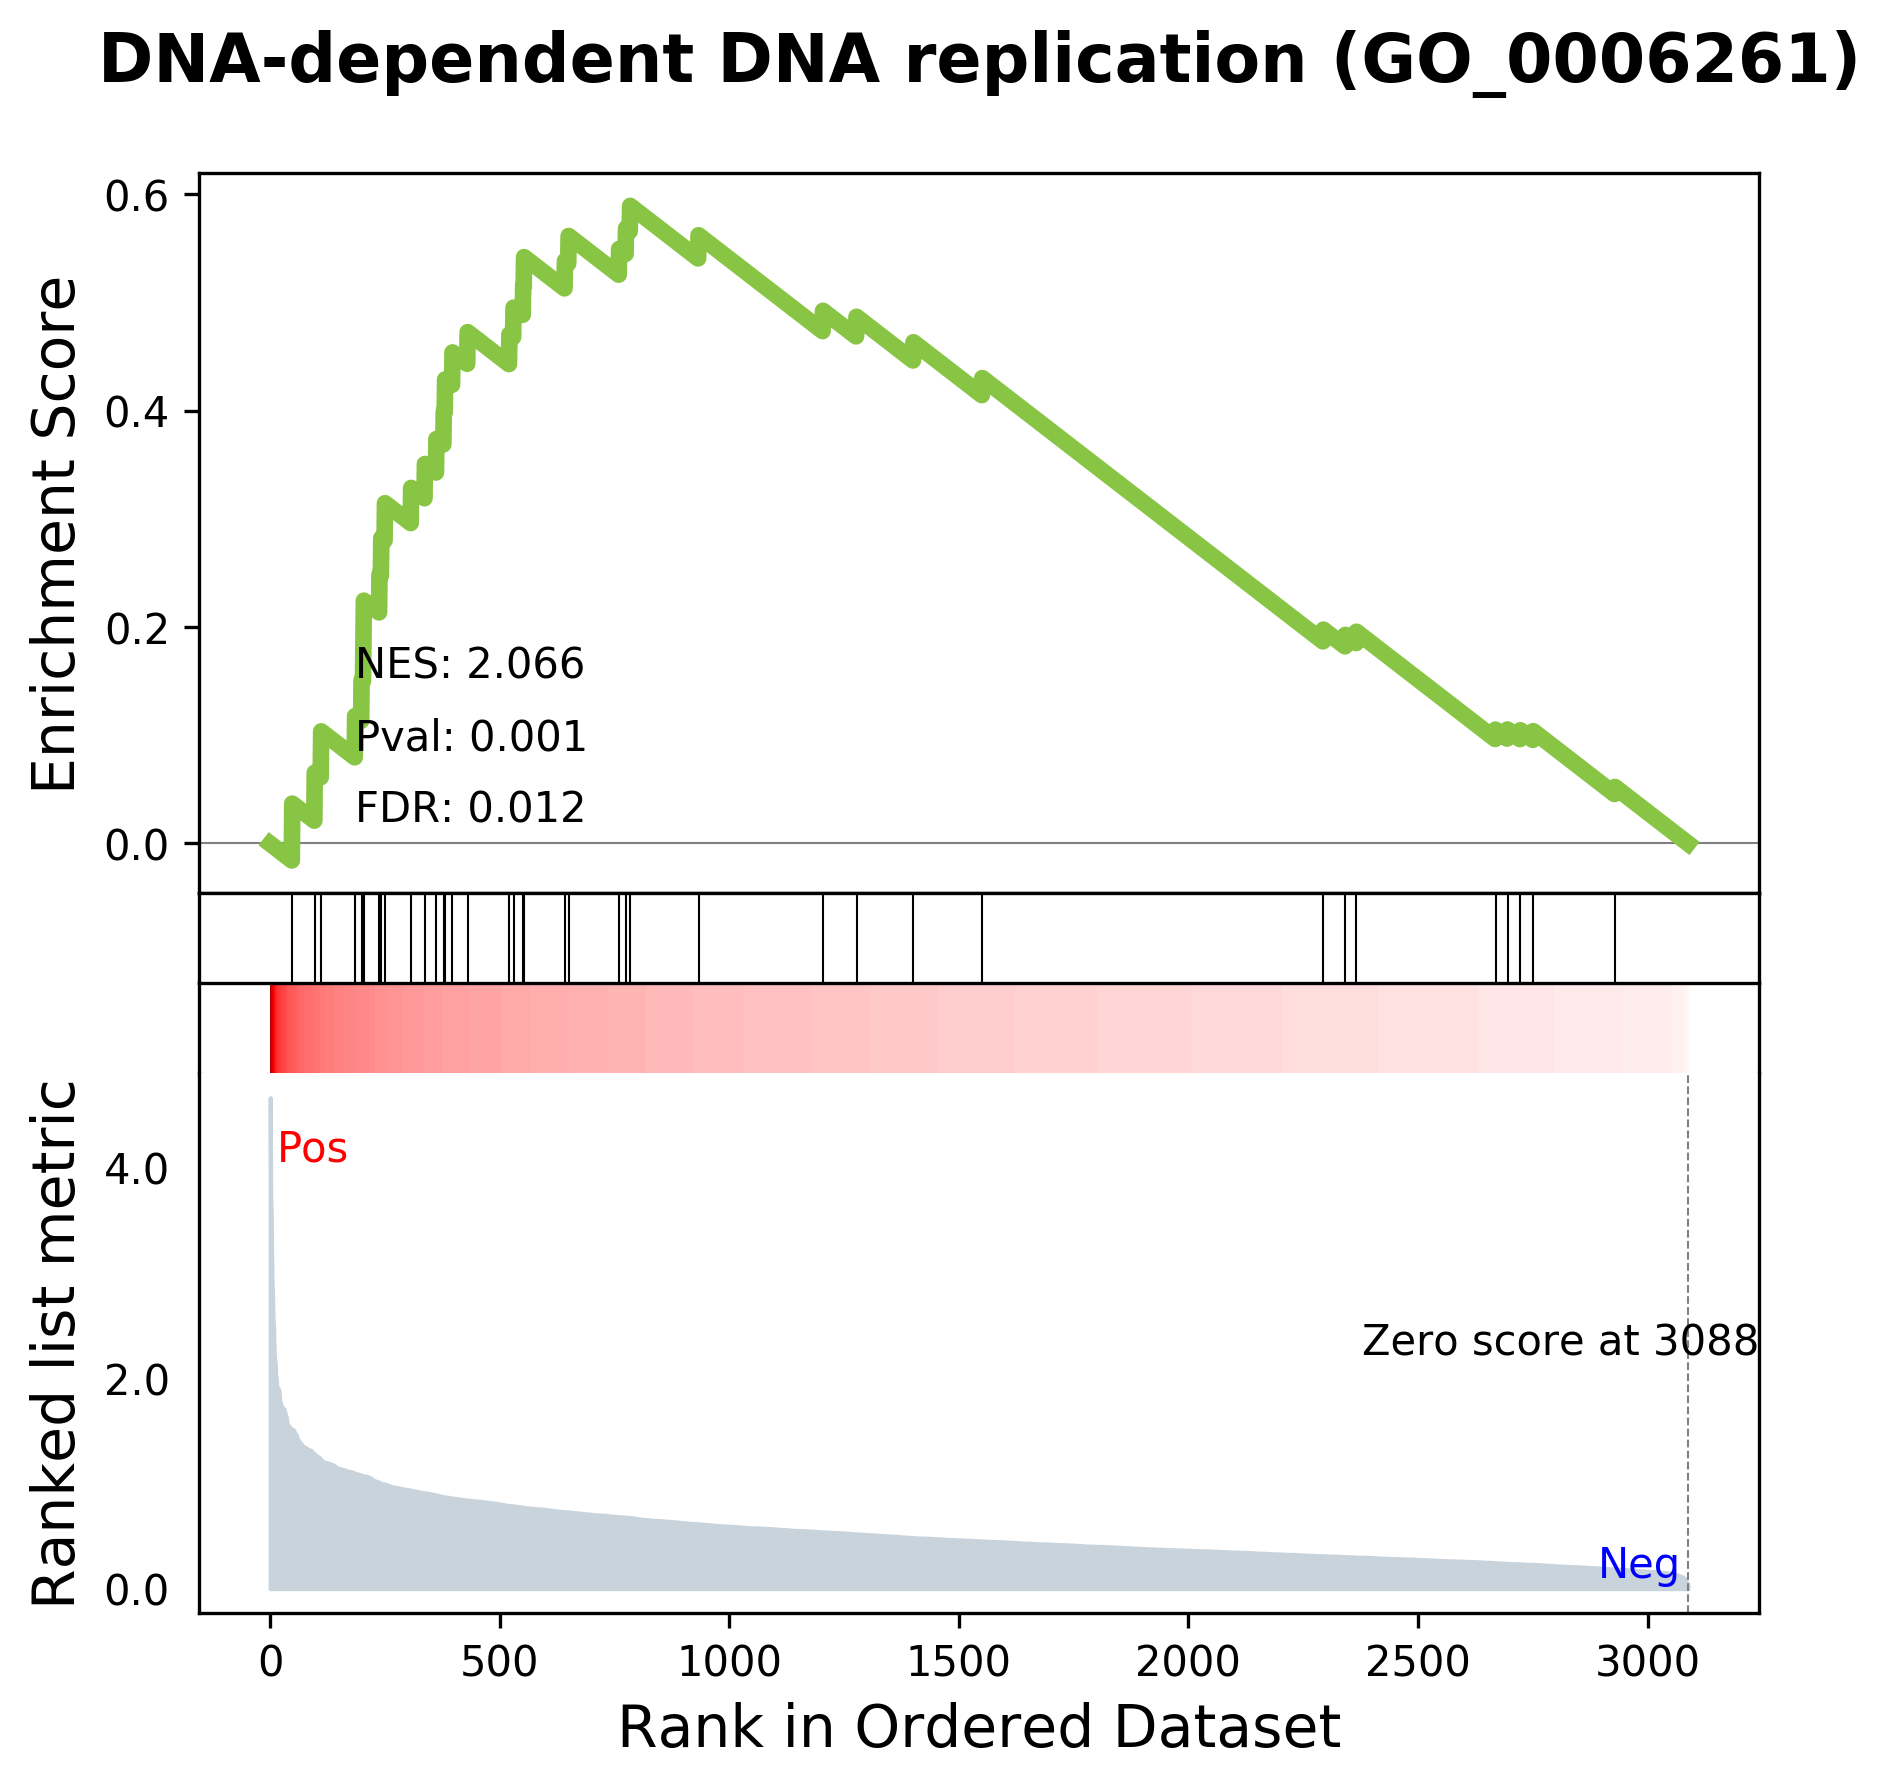 DNA-dependent DNA replication (GO_0006261)
Enrichment Score
0.6
0.4
0.2
0.0
NES: 2.066
Pval: 0.001
FDR: 0.012
Ranked list metric
4.0
2.0
0.0
Pos
Zero score at 3088
Neg
0 500 1000 1500 2000 2500 3000
Rank in Ordered Dataset